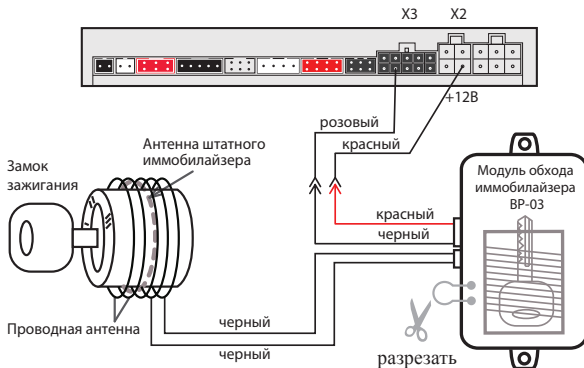 X3
X2
+12В
розовый
красный
Антенна штатного
иммобилайзера
Замок
зажигания
Модуль обхода
иммобилайзера
BP-03
красный
черный
Проводная антенна
черный
черный
разрезать